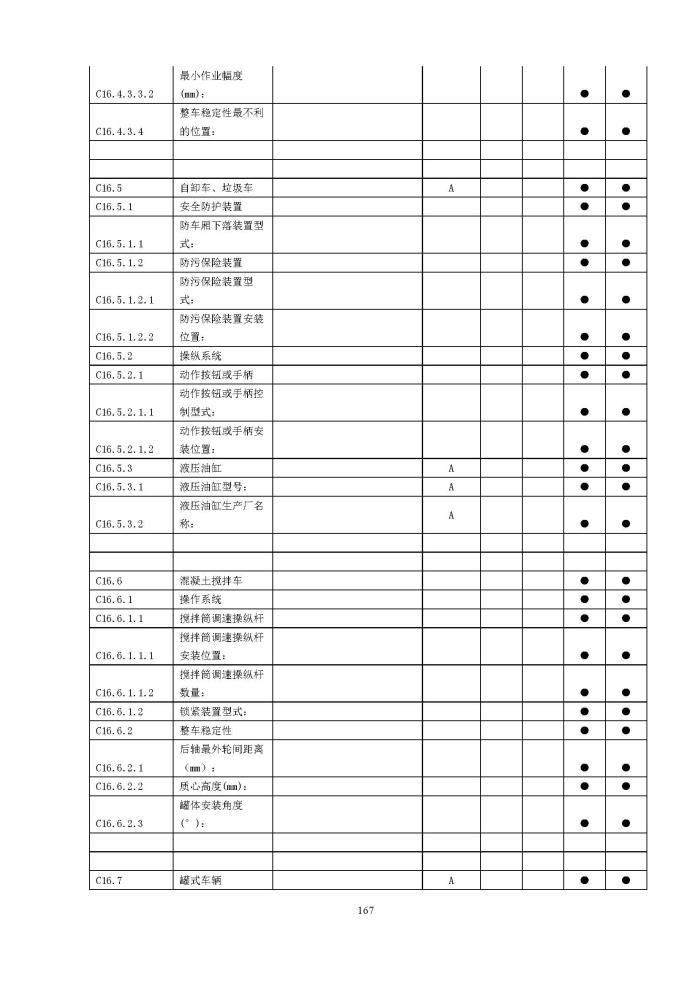 最小作业幅度
C16.4.3.3.2 (mm): ● ●
整车稳定性最不利
C16.4.3.4 的位置: ● ●
C16.5 自卸车、垃圾车 A ● ●
C16.5.1 安全防护装置 ● ●
防车厢下落装置型
C16.5.1.1 式: ● ●
C16.5.1.2 防污保险装置 ● ●
防污保险装置型
C16.5.1.2.1 式: ● ●
防污保险装置安装
C16.5.1.2.2 位置: ● ●
C16.5.2 操纵系统 ● ●
C16.5.2.1 动作按钮或手柄 ● ●
动作按钮或手柄控
C16.5.2.1.1 制型式: ● ●
动作按钮或手柄安
C16.5.2.1.2 装位置: ● ●
C16.5.3 液压油缸 A ● ●
C16.5.3.1 液压油缸型号: A ● ●
液压油缸生产厂名
C16.5.3.2 称: A ● ●
C16.6 混凝土搅拌车 ● ●
C16.6.1 操作系统 ● ●
C16.6.1.1 搅拌筒调速操纵杆 ● ●
搅拌筒调速操纵杆
C16.6.1.1.1 安装位置: ● ●
搅拌筒调速操纵杆
C16.6.1.1.2 数量: ● ●
C16.6.1.2 锁紧装置型式: ● ●
C16.6.2 整车稳定性 ● ●
后轴最外轮间距离
C16.6.2.1 （mm）: ● ●
C16.6.2.2 质心高度(mm): ● ●
罐体安装角度
C16.6.2.3 (° ): ● ●
C16.7 罐式车辆 A ● ●
167